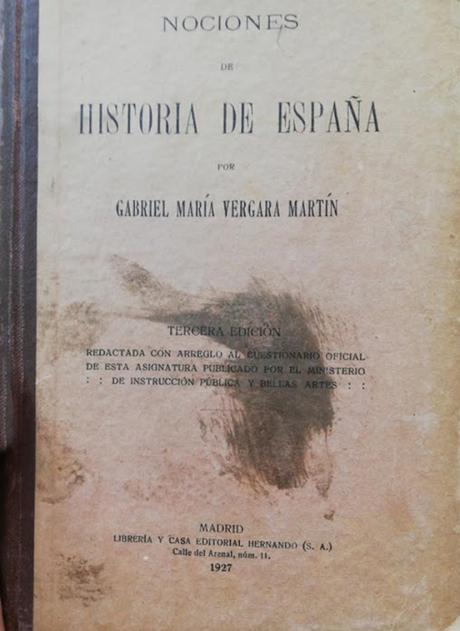 NOCIONES
DE
HISTORIA DE ESPAÑA
POR
GABRIEL MARÍA VERGARA MARTÍN
TERCERA EDICIÓN
REDACTADA CON ARREGLO AL CUESTIONARIO OFICIAL
DE ESTA ASIGNATURA PUBLICADO POR EL MINISTERIO
: : DE INSTRUCCIÓN PÚBLICA Y BELLAS ARTES : :
MADRID
LIBRERÍA Y CASA EDITORIAL HERNANDO (S. A.)
Calle del Arenal, núm. 11.
1927